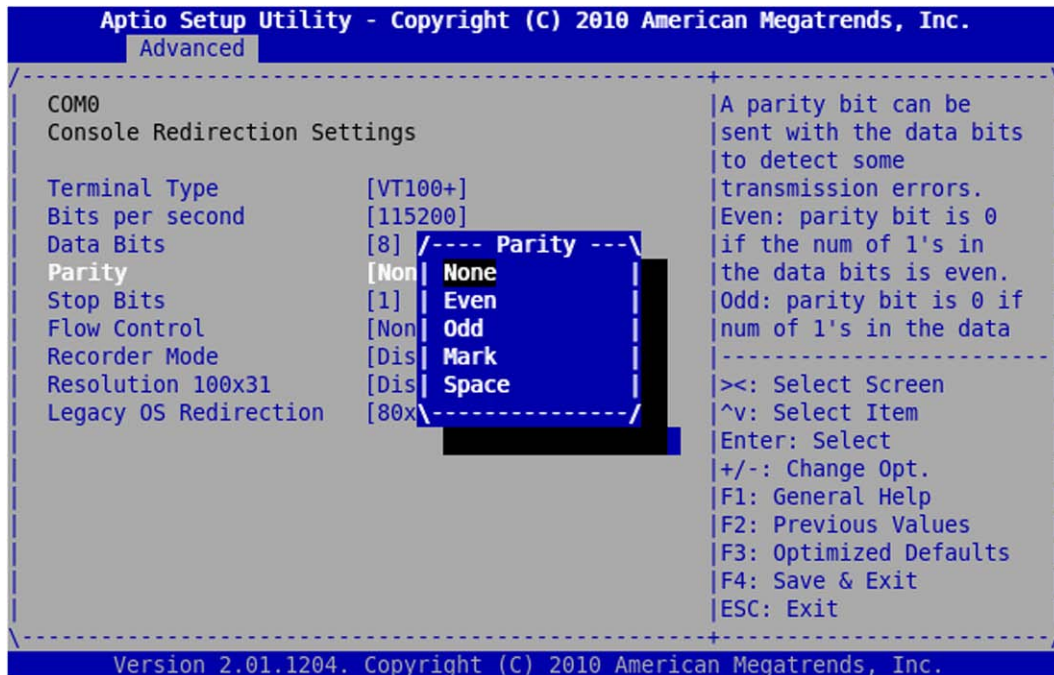 Aptio Setup Utility - Copyright (C) 2010 American Megatrends, Inc.
Advanced
COM0
Console Redirection Settings
Terminal Type [VT100+]
Bits per second [115200]
Data Bits [8]
Parity [Non
Stop Bits [1]
Flow Control [Non
Recorder Mode [Dis
Resolution 100x31 [Dis
Legacy OS Redirection [80x
/---- Parity ---\
None
Even
Odd
Mark
Space
A parity bit can be
sent with the data bits
to detect some
transmission errors.
Even: parity bit is 0
if the num of 1's in
the data bits is even.
Odd: parity bit is 0 if
num of 1's in the data
><: Select Screen
^v: Select Item
Enter: Select
+/-: Change Opt.
F1: General Help
F2: Previous Values
F3: Optimized Defaults
F4: Save & Exit
ESC: Exit
Version 2.01.1204. Copyright (C) 2010 American Megatrends, Inc.